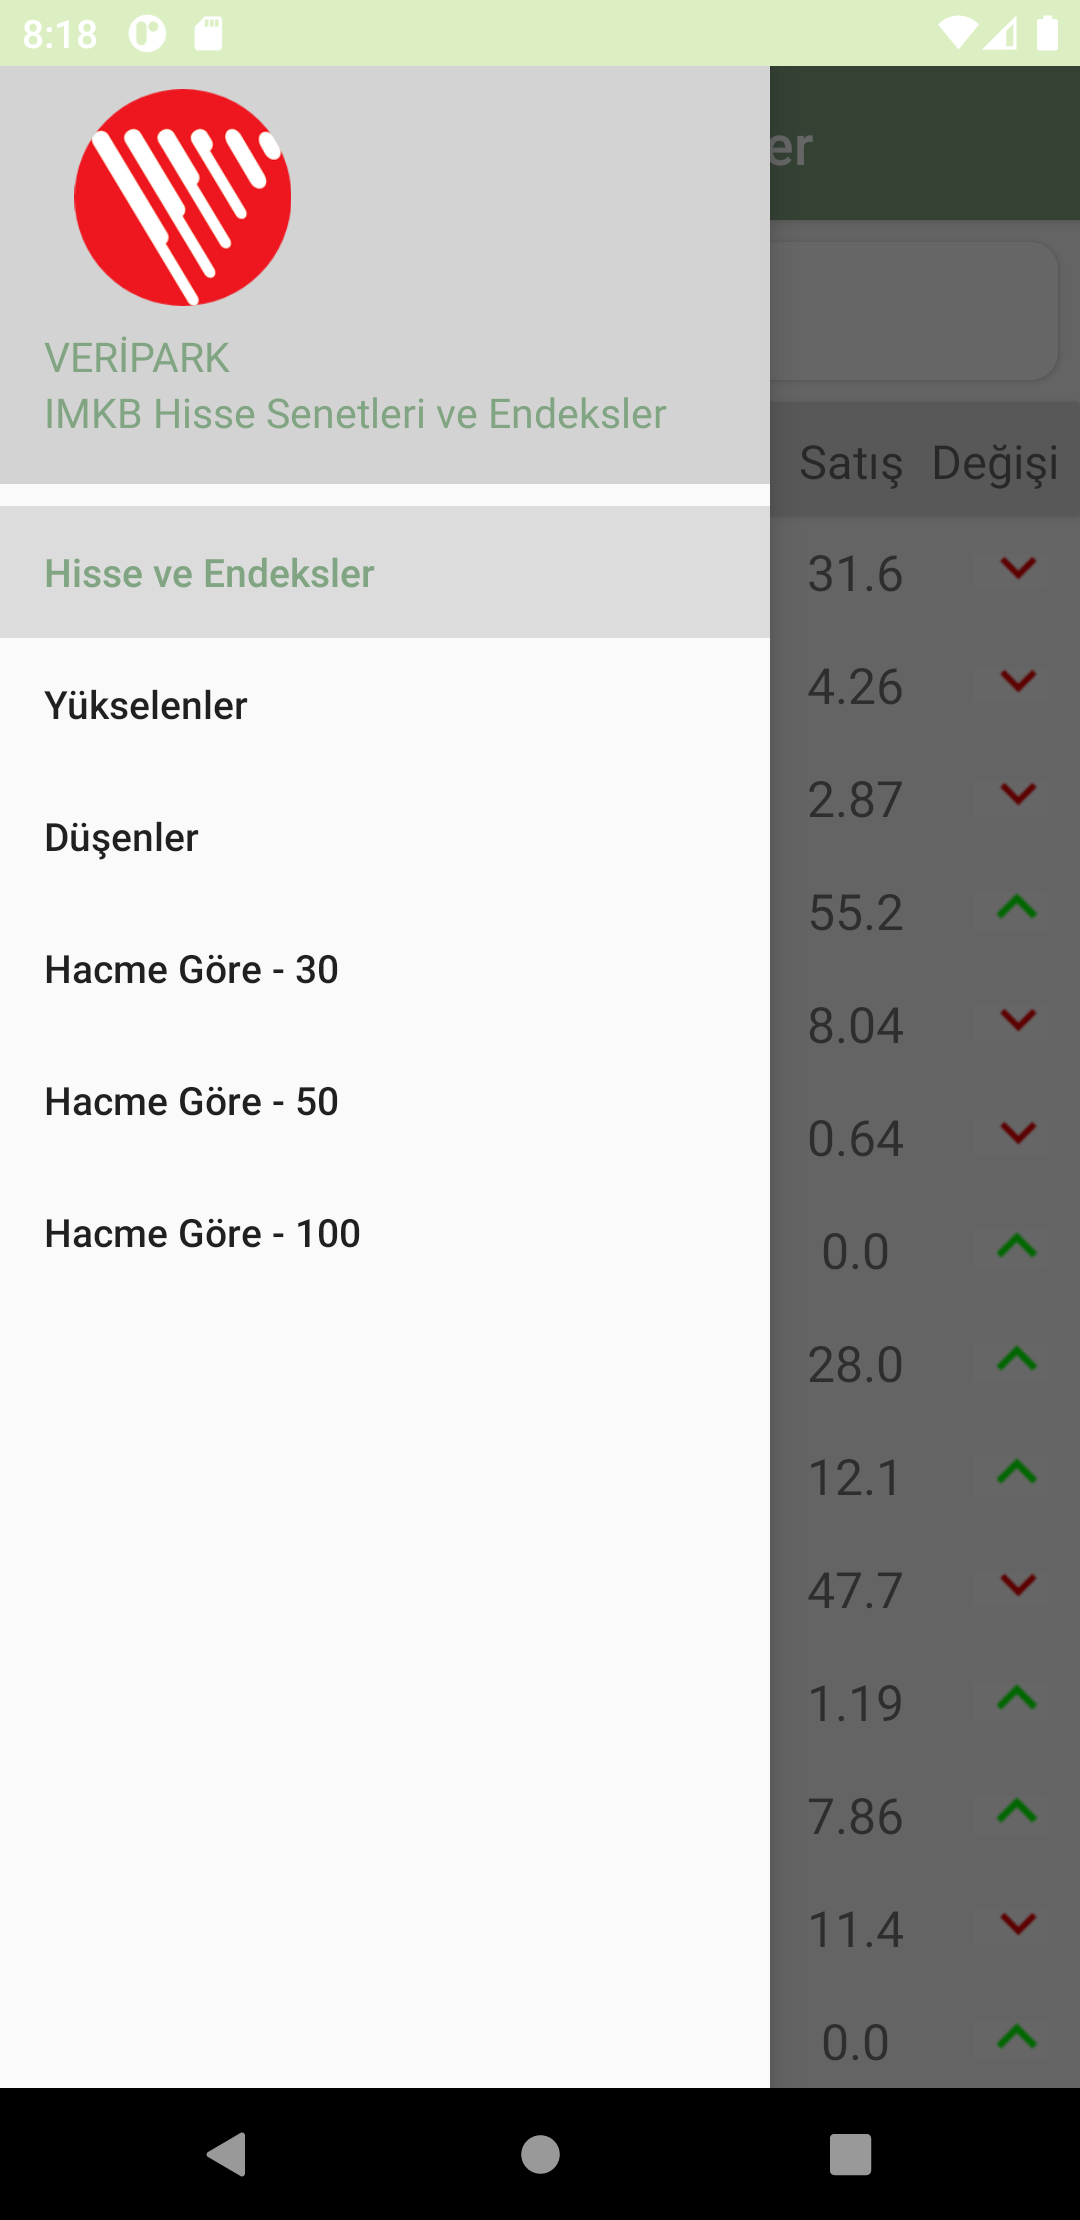 8:18
er
VERİPARK
IMKB Hisse Senetleri ve Endeksler
Satış Değişi
Hisse ve Endeksler
Yükselenler
Düşenler
Hacme Göre - 30
Hacme Göre - 50
Hacme Göre - 100
31.6
4.26
2.87
55.2
8.04
0.64
0.0
28.0
12.1
47.7
1.19
7.86
11.4
0.0